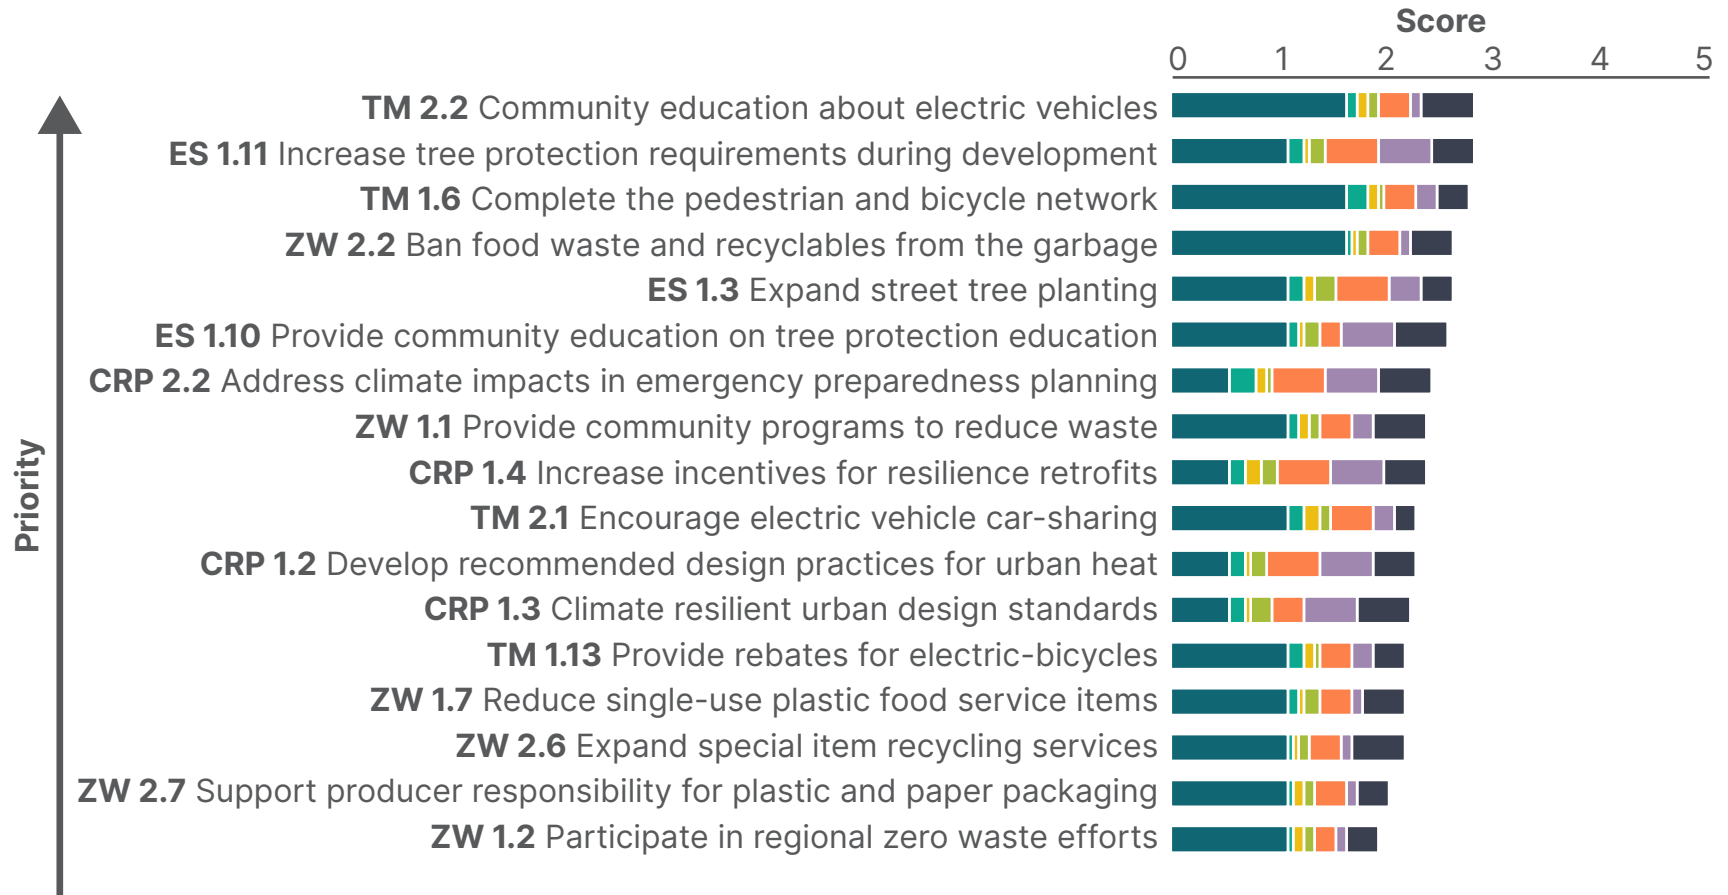 Score
0 1 2 3 4 5
TM 2.2 Community education about electric vehicles
ES 1.11 Increase tree protection requirements during development
TM 1.6 Complete the pedestrian and bicycle network
ZW 2.2 Ban food waste and recyclables from the garbage
ES 1.3 Expand street tree planting
ES 1.10 Provide community education on tree protection education
CRP 2.2 Address climate impacts in emergency preparedness planning
ZW 1.1 Provide community programs to reduce waste
CRP 1.4 Increase incentives for resilience retrofits
TM 2.1 Encourage electric vehicle car-sharing
CRP 1.2 Develop recommended design practices for urban heat
CRP 1.3 Climate resilient urban design standards
TM 1.13 Provide rebates for electric-bicycles
ZW 1.7 Reduce single-use plastic food service items
ZW 2.6 Expand special item recycling services
ZW 2.7 Support producer responsibility for plastic and paper packaging
ZW 1.2 Participate in regional zero waste efforts
Priority